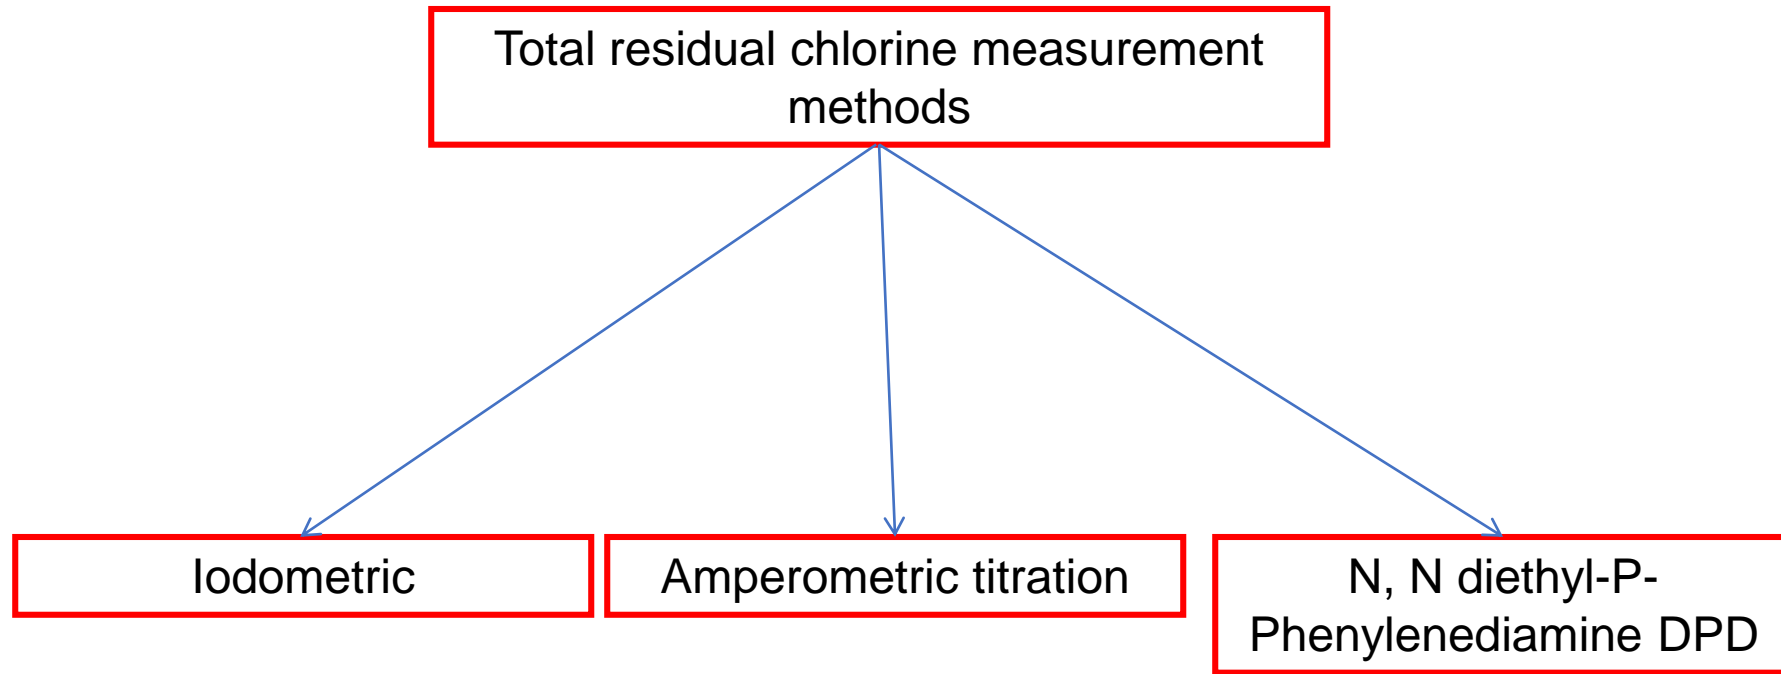 Total residual chlorine measurement
methods
Iodometric
Amperometric titration
N, N diethyl-P-
Phenylenediamine DPD